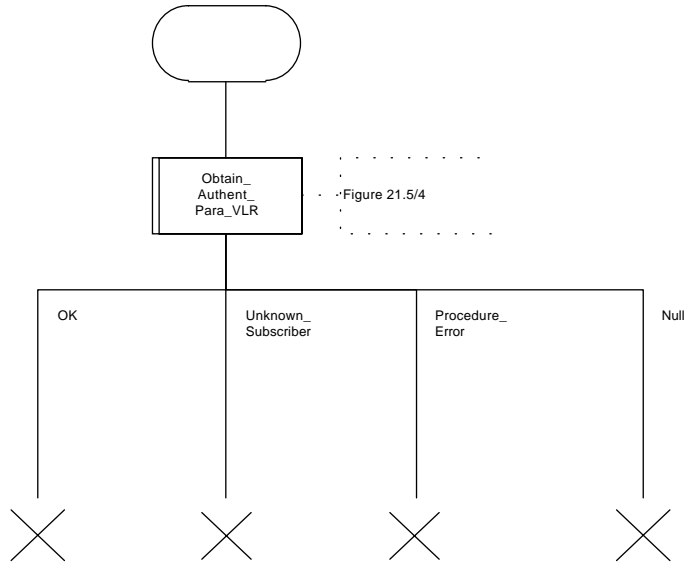 Obtain_
Authent_
Para_VLR
Figure 21.5/4
OK
Unknown_
Subscriber
Procedure_
Error
Null